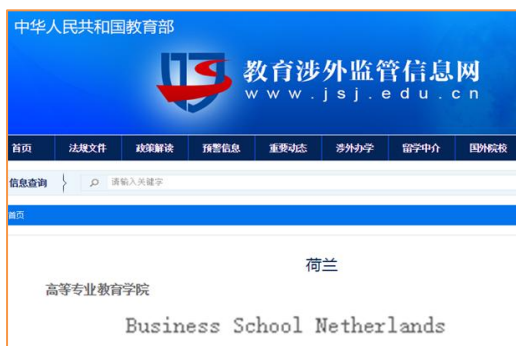 中华人民共和国教育部
教育涉外监管信息网
www.jsj.edu.cn
首页 法规文件 政策解读 预警信息 重要动态 涉外办学 留学中介 国外院校
信息查询 请输入关健字
首页
荷兰
高等专业教育学院
Business School Netherlands